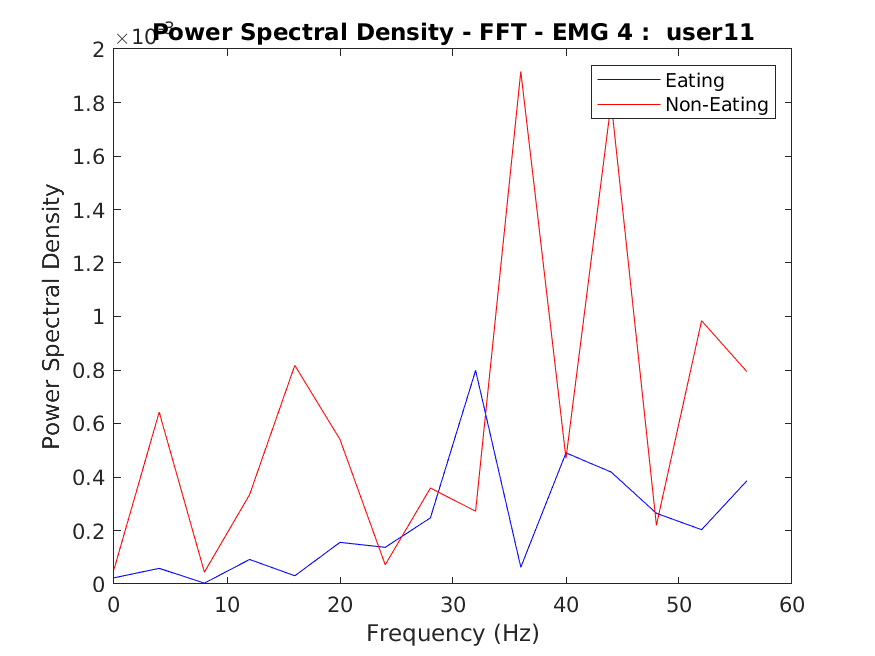 ×10⁻³
Power Spectral Density - FFT - EMG 4 : user11
Eating
Non-Eating
Power Spectral Density
2
1.8
1.6
1.4
1.2
1
0.8
0.6
0.4
0.2
0
0 10 20 30 40 50 60
Frequency (Hz)